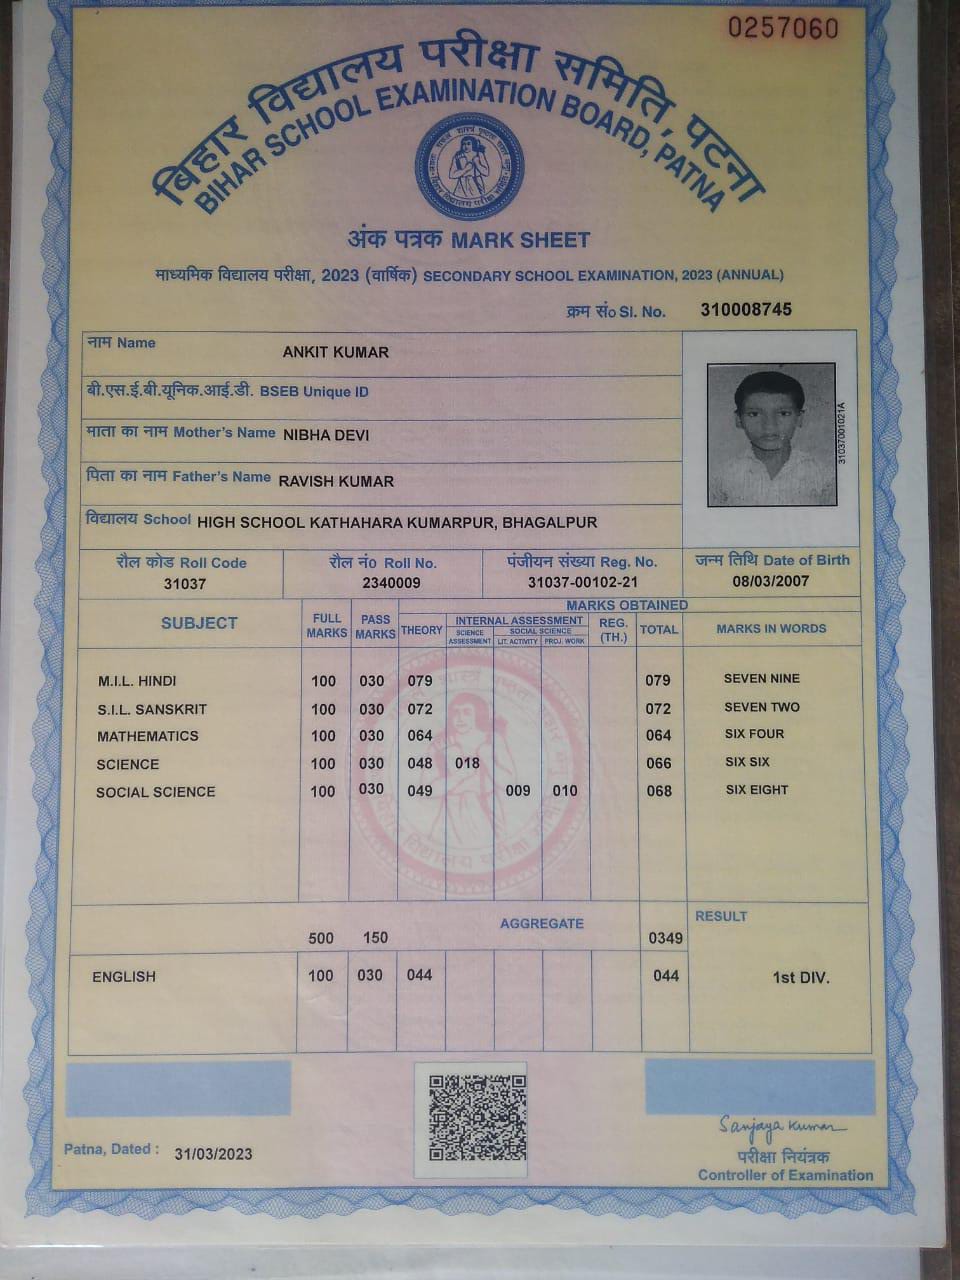 0257060
बिहार विद्यालय परीक्षा समिति, पटना
BIHAR SCHOOL EXAMINATION BOARD, PATNA
अंक पत्रक MARK SHEET
माध्यमिक विद्यालय परीक्षा, 2023 (वार्षिक) SECONDARY SCHOOL EXAMINATION, 2023 (ANNUAL)
क्रम सं० Sl. No. 310008745
नाम Name ANKIT KUMAR
बी.एस.ई.बी.यूनिक.आई.डी. BSEB Unique ID
माता का नाम Mother's Name NIBHA DEVI
पिता का नाम Father's Name RAVISH KUMAR
विद्यालय School HIGH SCHOOL KATHAHARA KUMARPUR, BHAGALPUR
31037001021A
रौल कोड Roll Code रौल नं० Roll No. पंजीयन संख्या Reg. No. जन्म तिथि Date of Birth
31037 2340009 31037-00102-21 08/03/2007
SUBJECT FULL MARKS PASS MARKS MARKS OBTAINED
THEORY INTERNAL ASSESSMENT REG. (TH.) TOTAL MARKS IN WORDS
SCIENCE ASSESSMENT SOCIAL SCIENCE
LIT. ACTIVITY PROJ. WORK
M.I.L. HINDI 100 030 079 079 SEVEN NINE
S.I.L. SANSKRIT 100 030 072 072 SEVEN TWO
MATHEMATICS 100 030 064 064 SIX FOUR
SCIENCE 100 030 048 018 066 SIX SIX
SOCIAL SCIENCE 100 030 049 009 010 068 SIX EIGHT
AGGREGATE RESULT
500 150 0349
ENGLISH 100 030 044 044 1st DIV.
Patna, Dated : 31/03/2023
Sanjaya Kumar
परीक्षा नियंत्रक
Controller of Examination